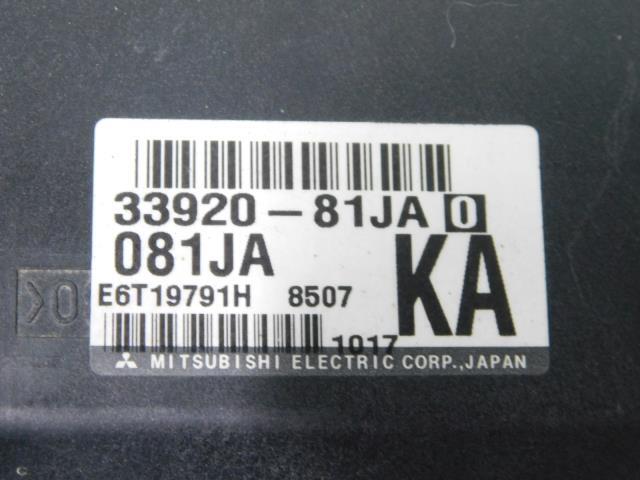 33920-81JA 0
081JA
KA
E6T19791H 8507
1017
MITSUBISHI ELECTRIC CORP.,JAPAN